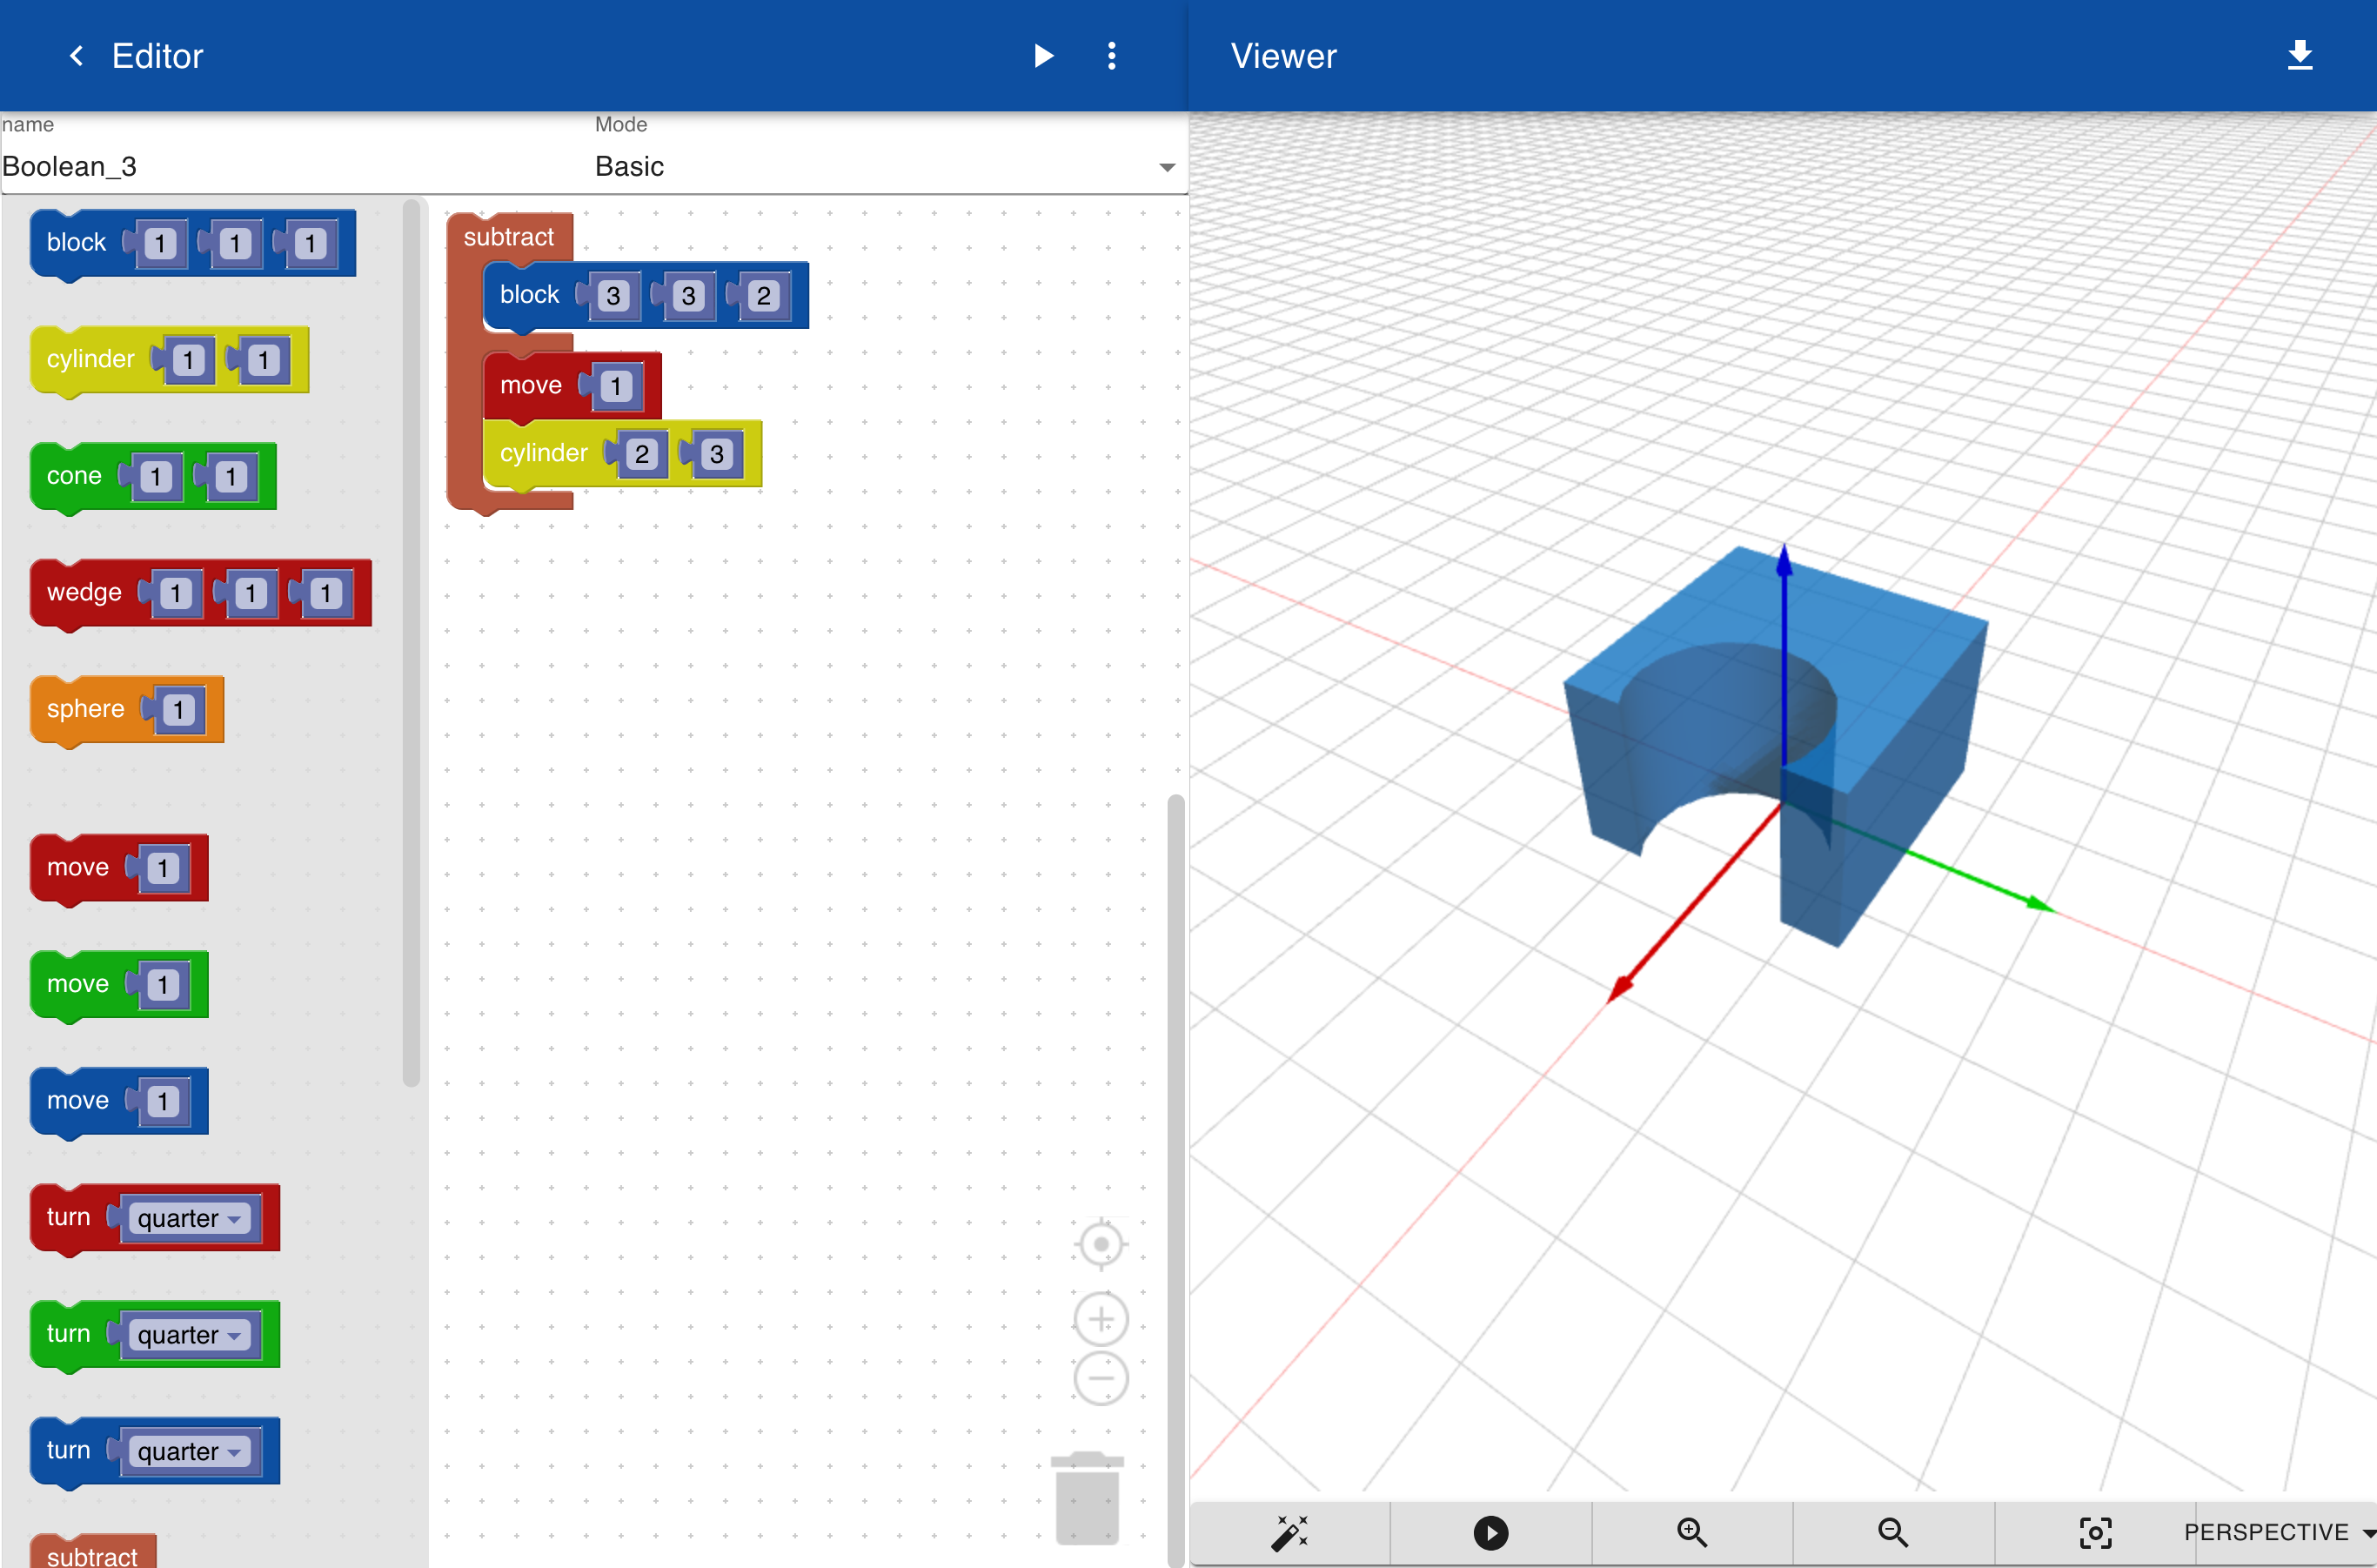 Editor
Viewer
name
Mode
Boolean_3
Basic
block 1 1 1
cylinder 1 1
cone 1 1
wedge 1 1 1
sphere 1
move 1
move 1
move 1
turn quarter
turn quarter
turn quarter
subtract
subtract
block 3 3 2
move 1
cylinder 2 3
PERSPECTIVE